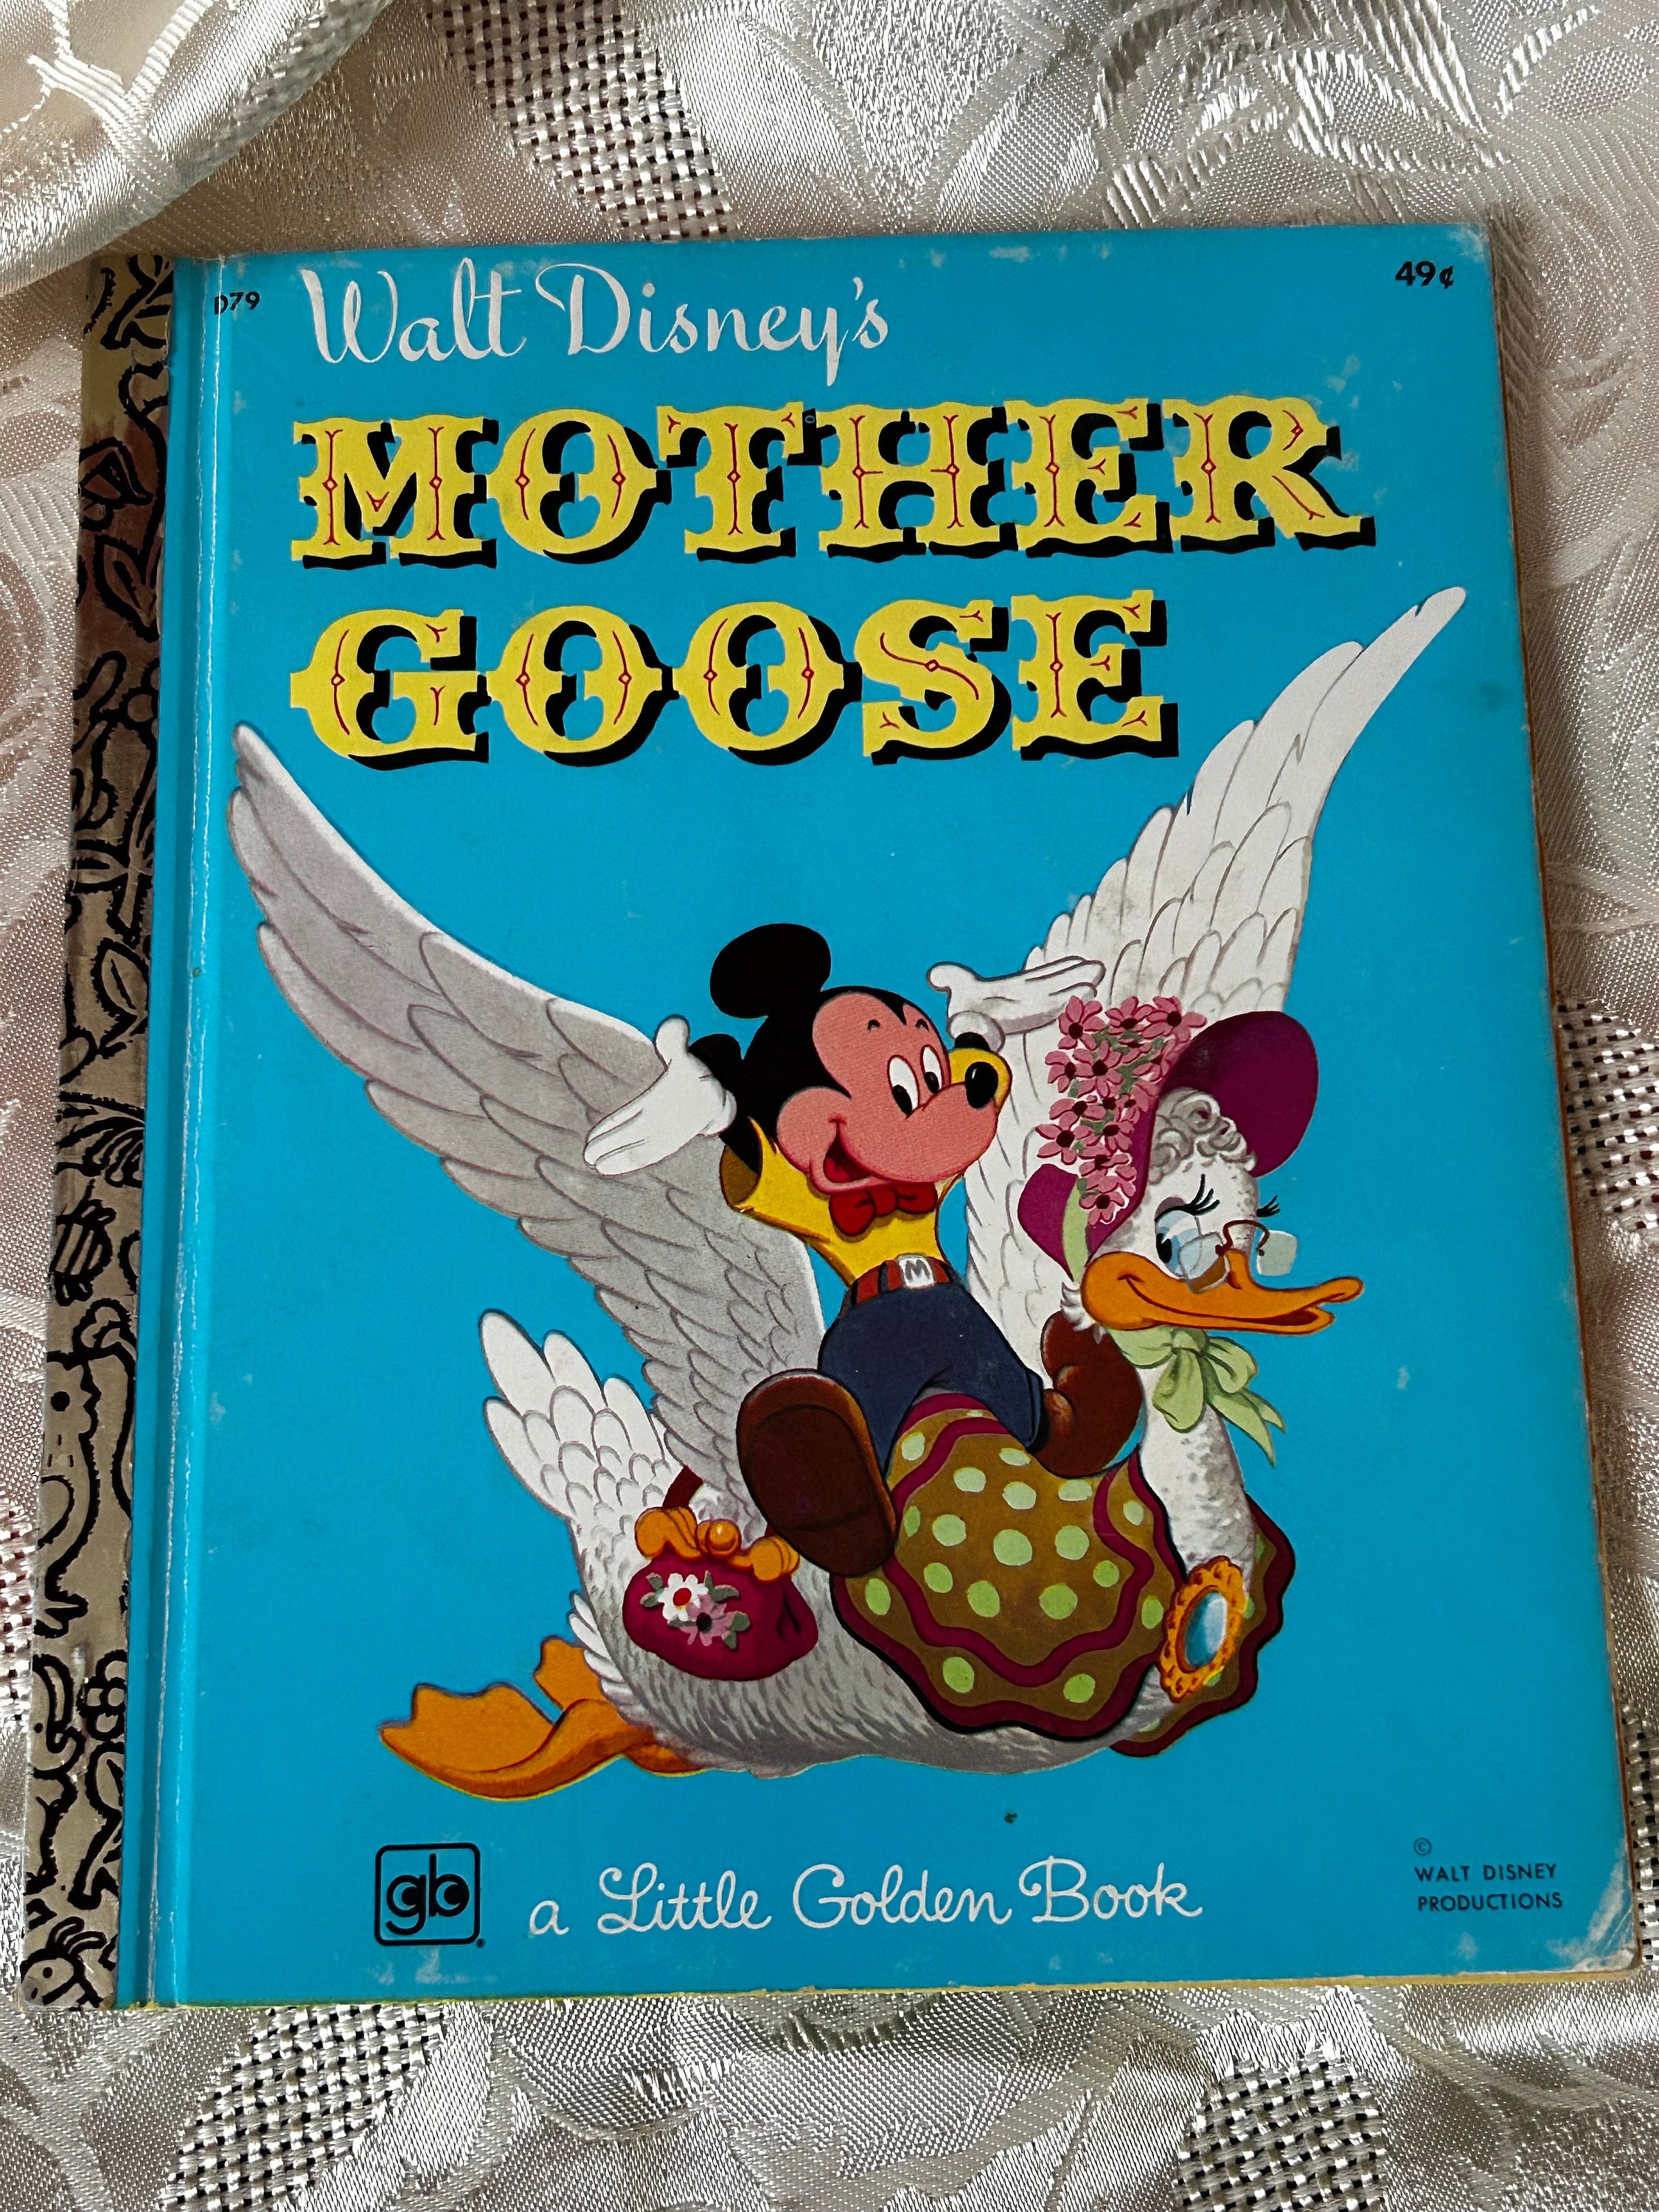 D79
49¢
Walt Disney's
MOTHER
GOOSE
M
gb
a Little Golden Book
©
WALT DISNEY
PRODUCTIONS